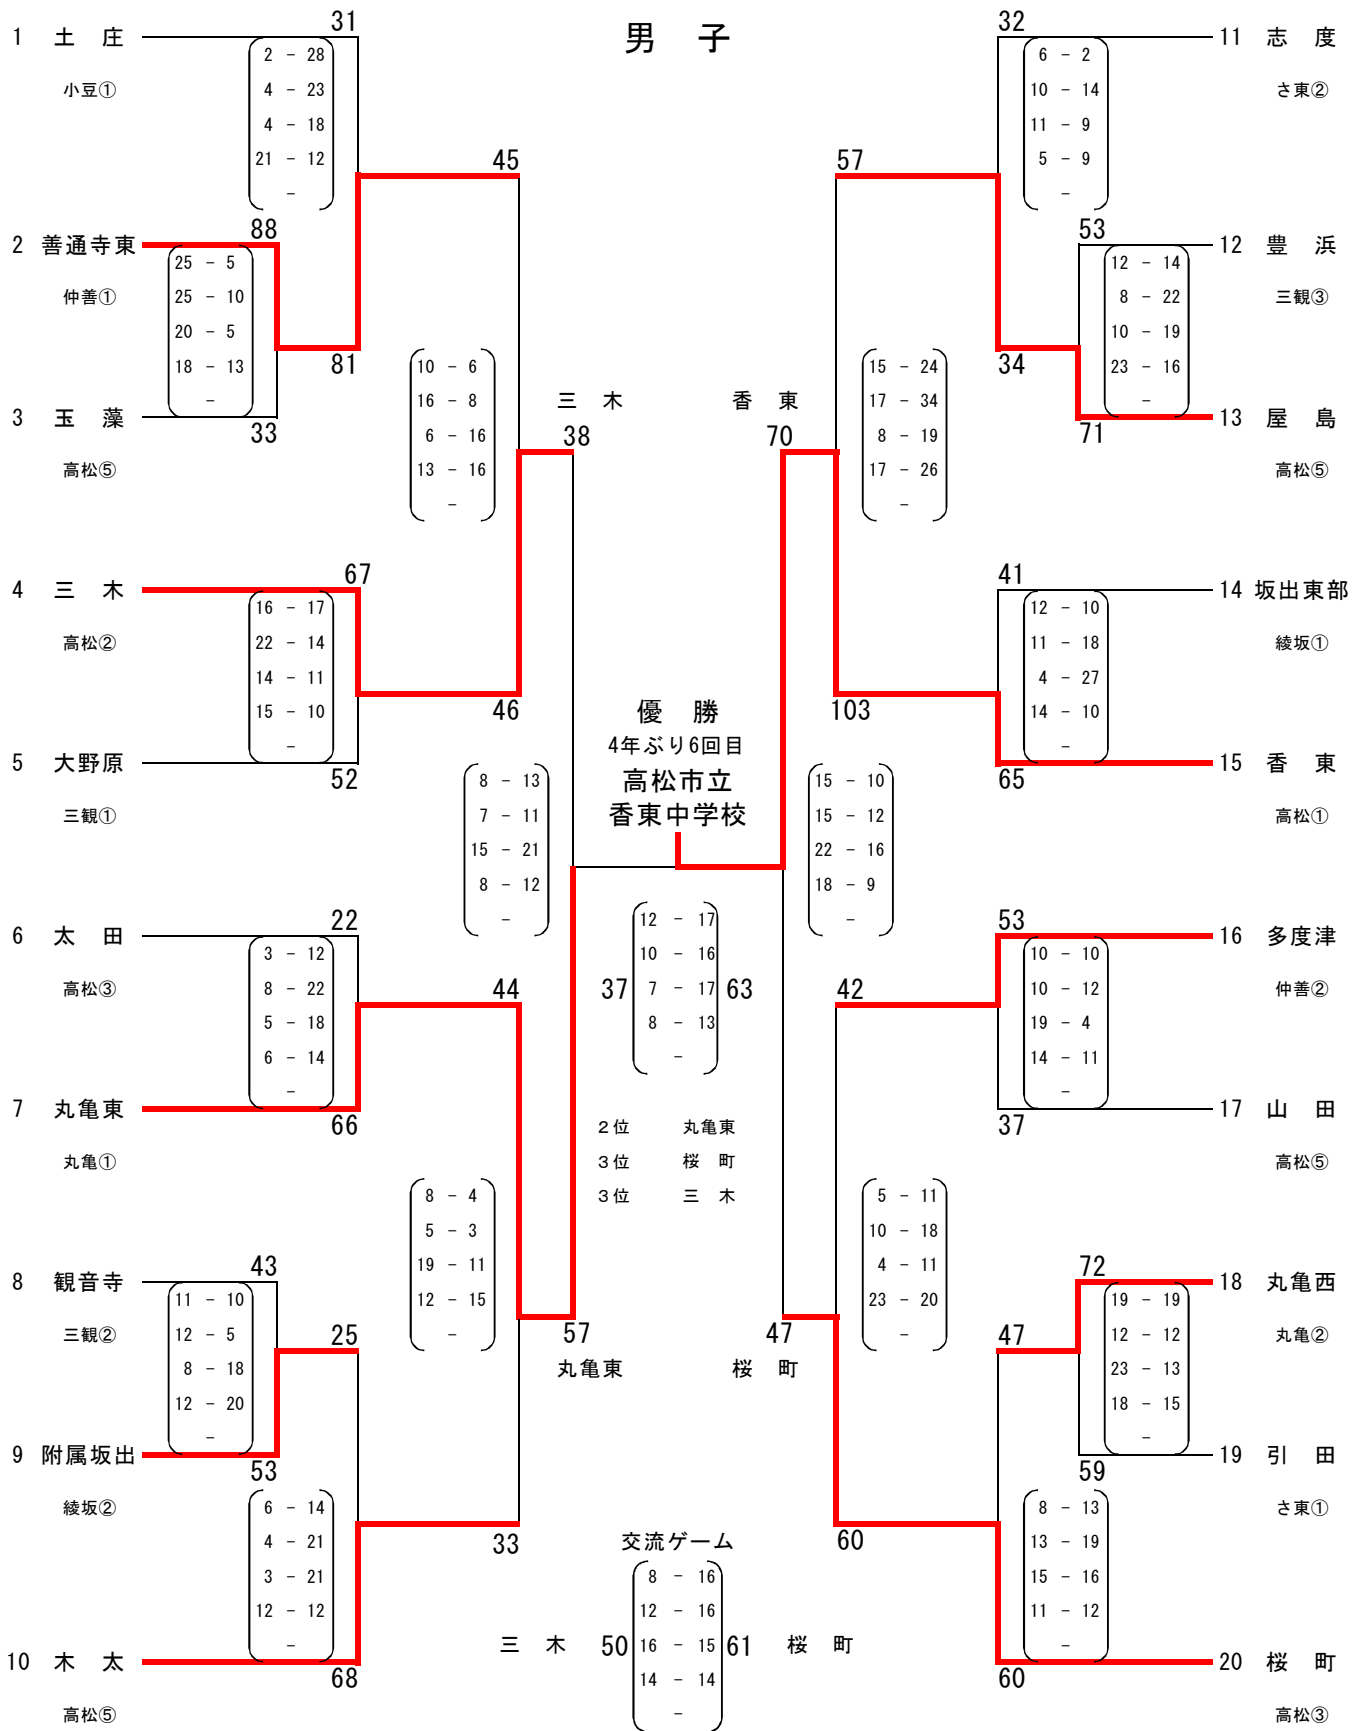 男　子
1 土 庄 31
小豆①
2 - 28
4 - 23
4 - 18
21 - 12
-
45
88
2 善通寺東
仲善①
25 - 5
25 - 10
20 - 5
18 - 13
-
81
3 玉 藻 33
高松⑤
10 - 6
16 - 8
6 - 16
13 - 16
-
三 木
38
67
4 三 木
高松②
16 - 17
22 - 14
14 - 11
15 - 10
-
46
5 大野原 52
三観①
8 - 13
7 - 11
15 - 21
8 - 12
-
22
6 太 田
高松③
3 - 12
8 - 22
5 - 18
6 - 14
-
44
7 丸亀東 66
丸亀①
8 - 4
5 - 3
19 - 11
12 - 15
-
57
丸亀東
43
8 観音寺
三観②
11 - 10
12 - 5
8 - 18
12 - 20
-
25
9 附属坂出 53
綾坂②
6 - 14
4 - 21
3 - 21
12 - 12
-
33
10 木 太 68
高松⑤
優　勝
4年ぶり6回目
高松市立
香東中学校
12 - 17
10 - 16
37 7 - 17 63
8 - 13
-
2位 丸亀東
3位 桜 町
3位 三 木
交流ゲーム
8 - 16
12 - 16
三 木 50 16 - 15 61 桜 町
14 - 14
-
32
11 志 度
さ東②
6 - 2
10 - 14
11 - 9
5 - 9
-
57
53
12 豊 浜
三観③
12 - 14
8 - 22
10 - 19
23 - 16
-
34
71 13 屋 島
高松⑤
15 - 24
17 - 34
8 - 19
17 - 26
-
香 東
70
41
14 坂出東部
綾坂①
12 - 10
11 - 18
4 - 27
14 - 10
-
103
65 15 香 東
高松①
15 - 10
15 - 12
22 - 16
18 - 9
-
53
16 多度津
仲善②
10 - 10
10 - 12
19 - 4
14 - 11
-
42
37 17 山 田
高松⑤
5 - 11
10 - 18
4 - 11
23 - 20
-
47
桜 町
72
18 丸亀西
丸亀②
19 - 19
12 - 12
23 - 13
18 - 15
-
47
59 19 引 田
さ東①
8 - 13
13 - 19
15 - 16
11 - 12
-
60
60 20 桜 町
高松③